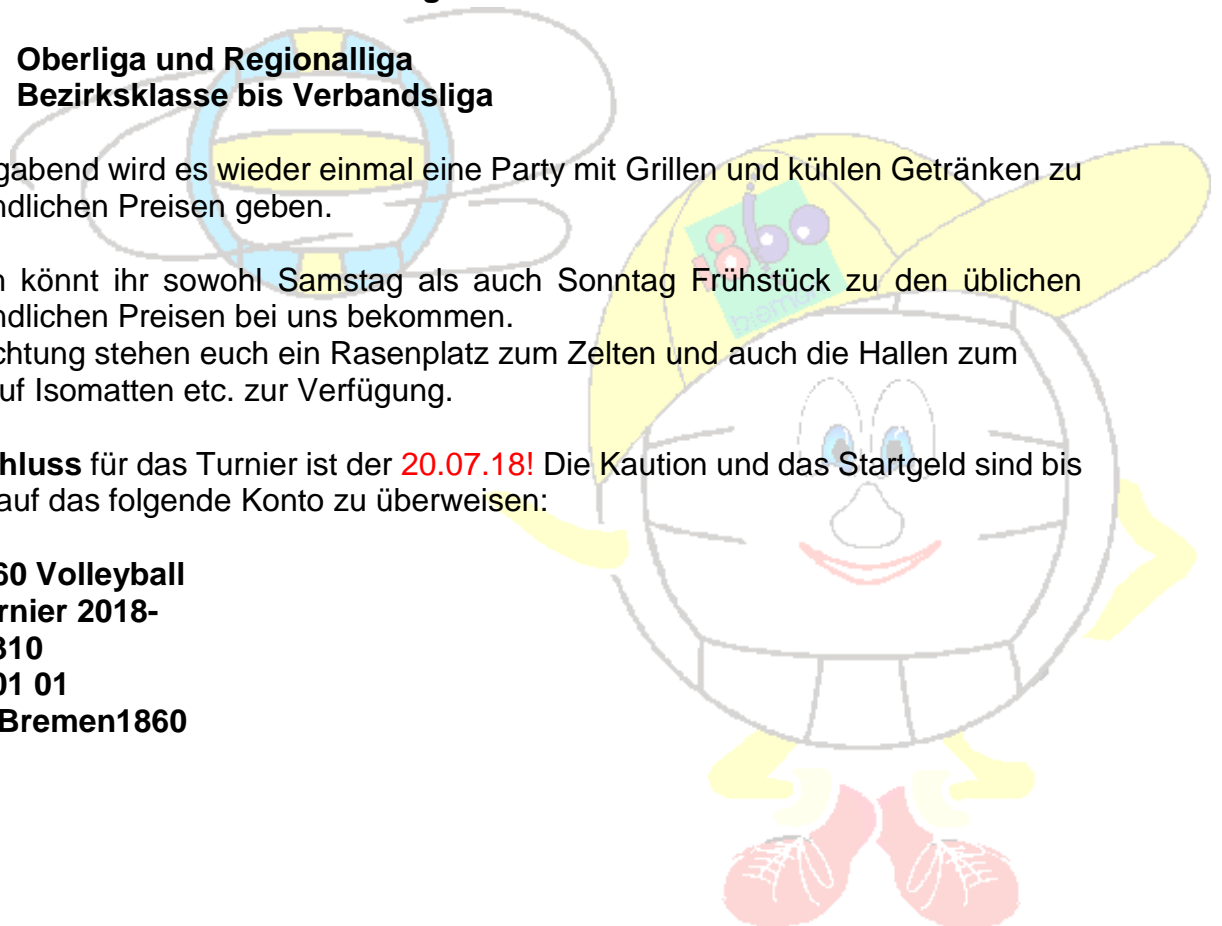 g
Oberliga und Regionalliga
Bezirksklasse bis Verbandsliga
gabend wird es wieder einmal eine Party mit Grillen und kühlen Getränken zu
ndlichen Preisen geben.
n könnt ihr sowohl Samstag als auch Sonntag Frühstück zu den üblichen
ndlichen Preisen bei uns bekommen.
chtung stehen euch ein Rasenplatz zum Zelten und auch die Hallen zum
uf Isomatten etc. zur Verfügung.
hluss für das Turnier ist der 20.07.18! Die Kaution und das Startgeld sind bis
auf das folgende Konto zu überweisen:
60 Volleyball
rnier 2018-
310
01 01
Bremen1860
1860
bremen